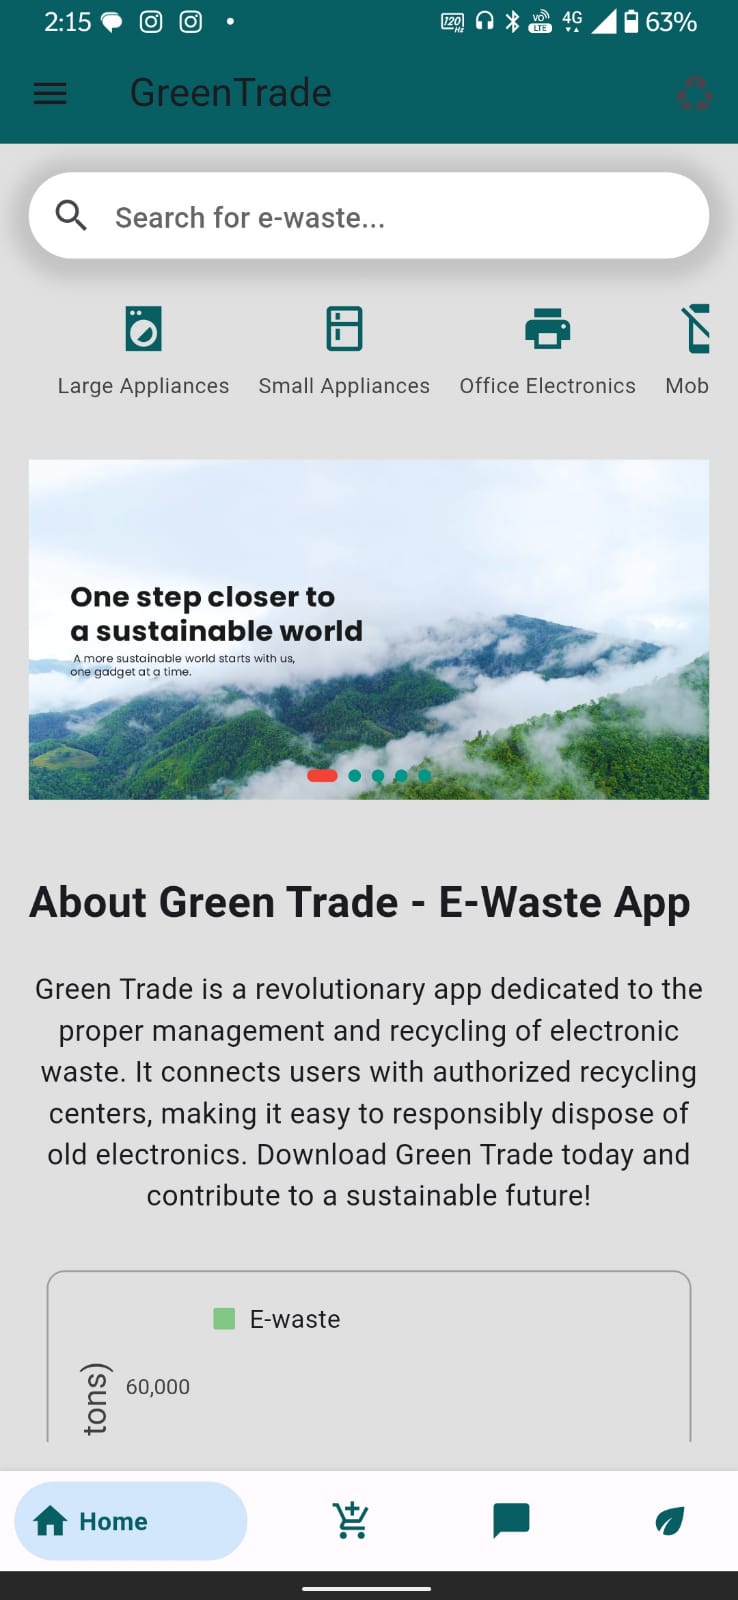 2:15
120
Hz
VO
LTE
4G
63%
GreenTrade
Search for e-waste...
Large Appliances
Small Appliances
Office Electronics
Mob
One step closer to
a sustainable world
A more sustainable world starts with us,
one gadget at a time.
About Green Trade - E-Waste App
Green Trade is a revolutionary app dedicated to the
proper management and recycling of electronic
waste. It connects users with authorized recycling
centers, making it easy to responsibly dispose of
old electronics. Download Green Trade today and
contribute to a sustainable future!
E-waste
tons)
60,000
Home